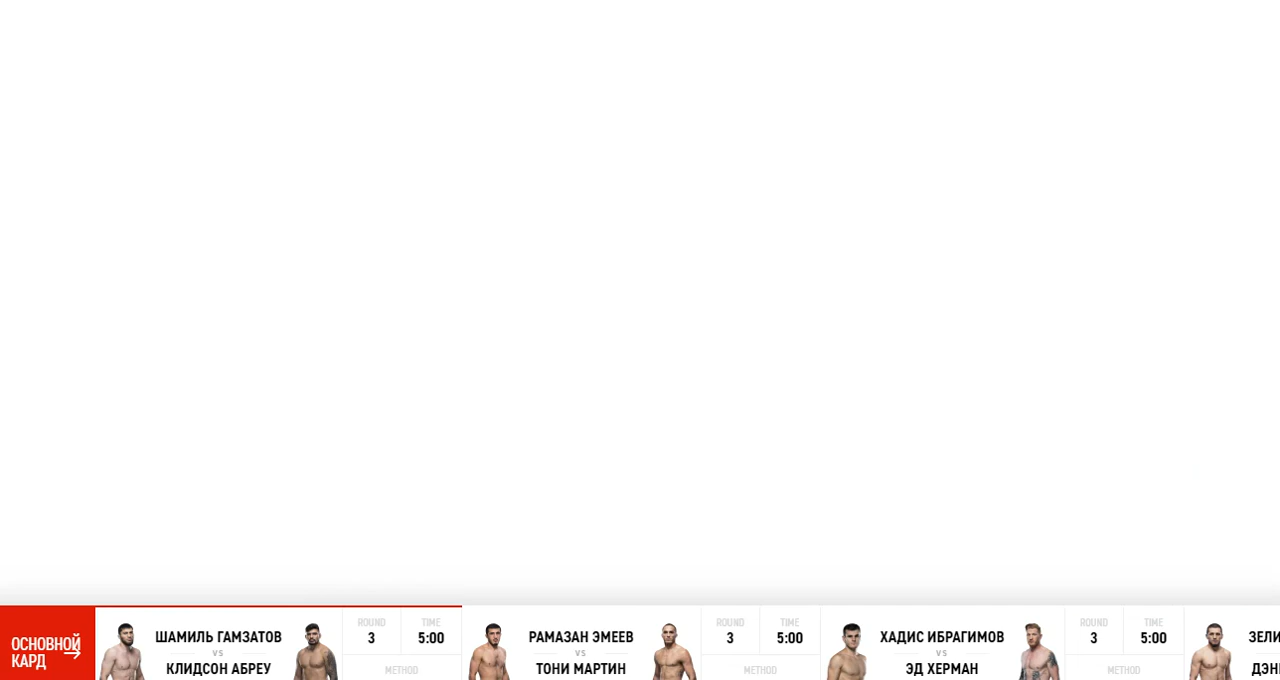 ОСНОВНОЙ
КАРД
ШАМИЛЬ ГАМЗАТОВ
VS
КЛИДСОН АБРЕУ
ROUND
3
TIME
5:00
METHOD
РАМАЗАН ЭМЕЕВ
VS
ТОНИ МАРТИН
ROUND
3
TIME
5:00
METHOD
ХАДИС ИБРАГИМОВ
VS
ЭД ХЕРМАН
ROUND
3
TIME
5:00
METHOD
ЗЕЛИ